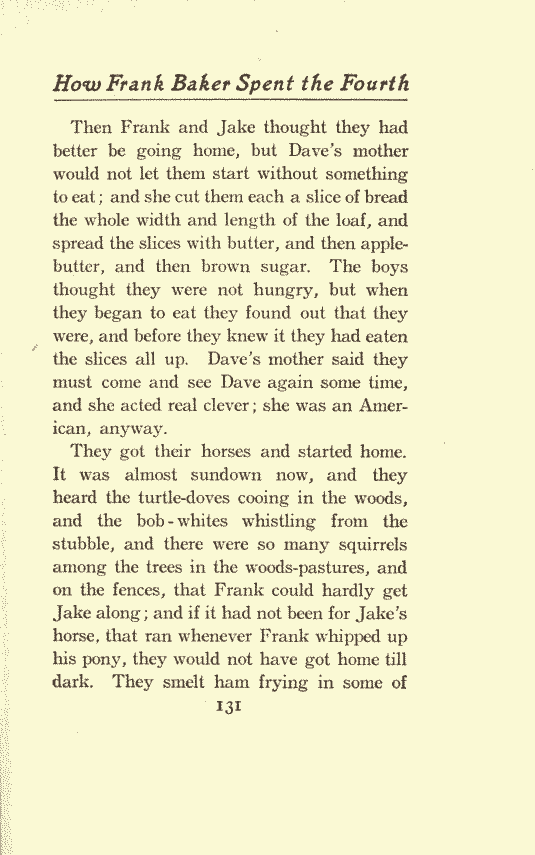 How Frank Baker Spent the Fourth
Then Frank and Jake thought they had
better be going home, but Dave's mother
would not let them start without something
to eat; and she cut them each a slice of bread
the whole width and length of the loaf, and
spread the slices with butter, and then apple-
butter, and then brown sugar. The boys
thought they were not hungry, but when
they began to eat they found out that they
were, and before they knew it they had eaten
the slices all up. Dave's mother said they
must come and see Dave again some time,
and she acted real clever; she was an Amer-
ican, anyway.
They got their horses and started home.
It was almost sundown now, and they
heard the turtle-doves cooing in the woods,
and the bob-whites whistling from the
stubble, and there were so many squirrels
among the trees in the woods-pastures, and
on the fences, that Frank could hardly get
Jake along; and if it had not been for Jake's
horse, that ran whenever Frank whipped up
his pony, they would not have got home till
dark. They smelt ham frying in some of
131